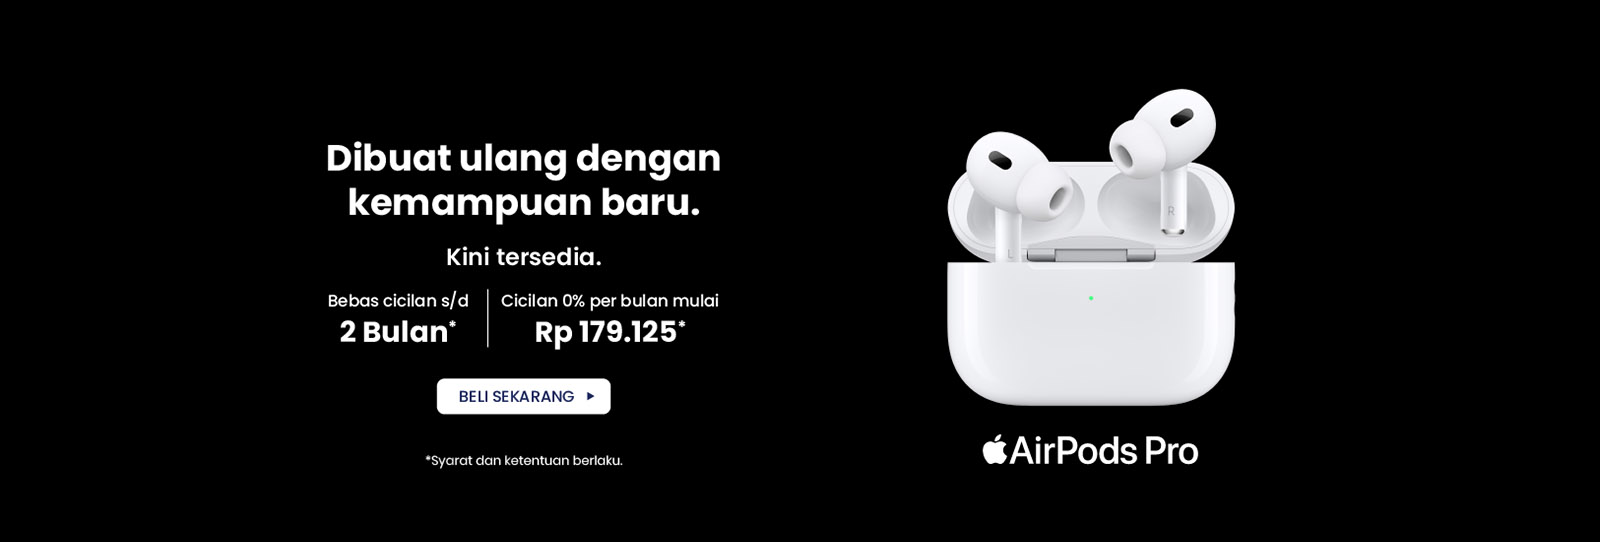 Dibuat ulang dengan
kemampuan baru.
Kini tersedia.
Bebas cicilan s/d
2 Bulan*
Cicilan 0% per bulan mulai
Rp 179.125*
BELI SEKARANG
*Syarat dan ketentuan berlaku.
L
R
AirPods Pro